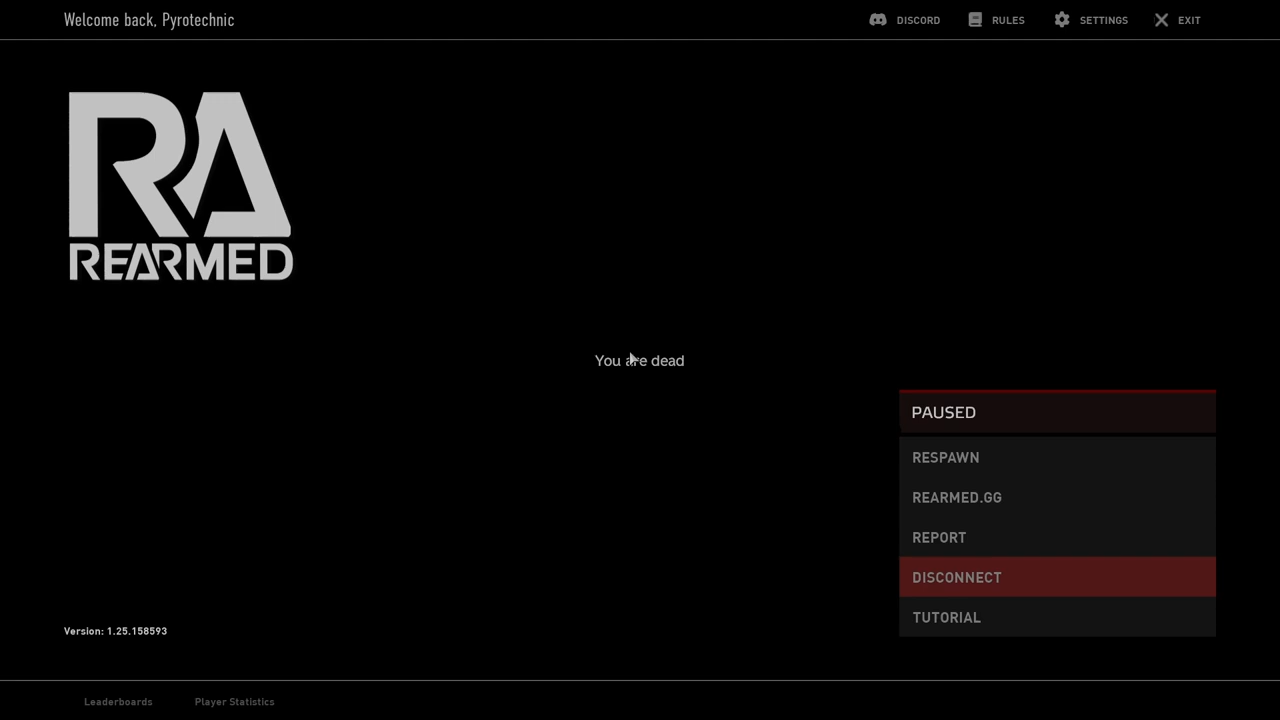 Welcome back, Pyrotechnic
DISCORD
RULES
SETTINGS
EXIT
RA
REARMED
You are dead
PAUSED
RESPAWN
REARMED.GG
REPORT
DISCONNECT
TUTORIAL
Version: 1.25.158593
Leaderboards
Player Statistics